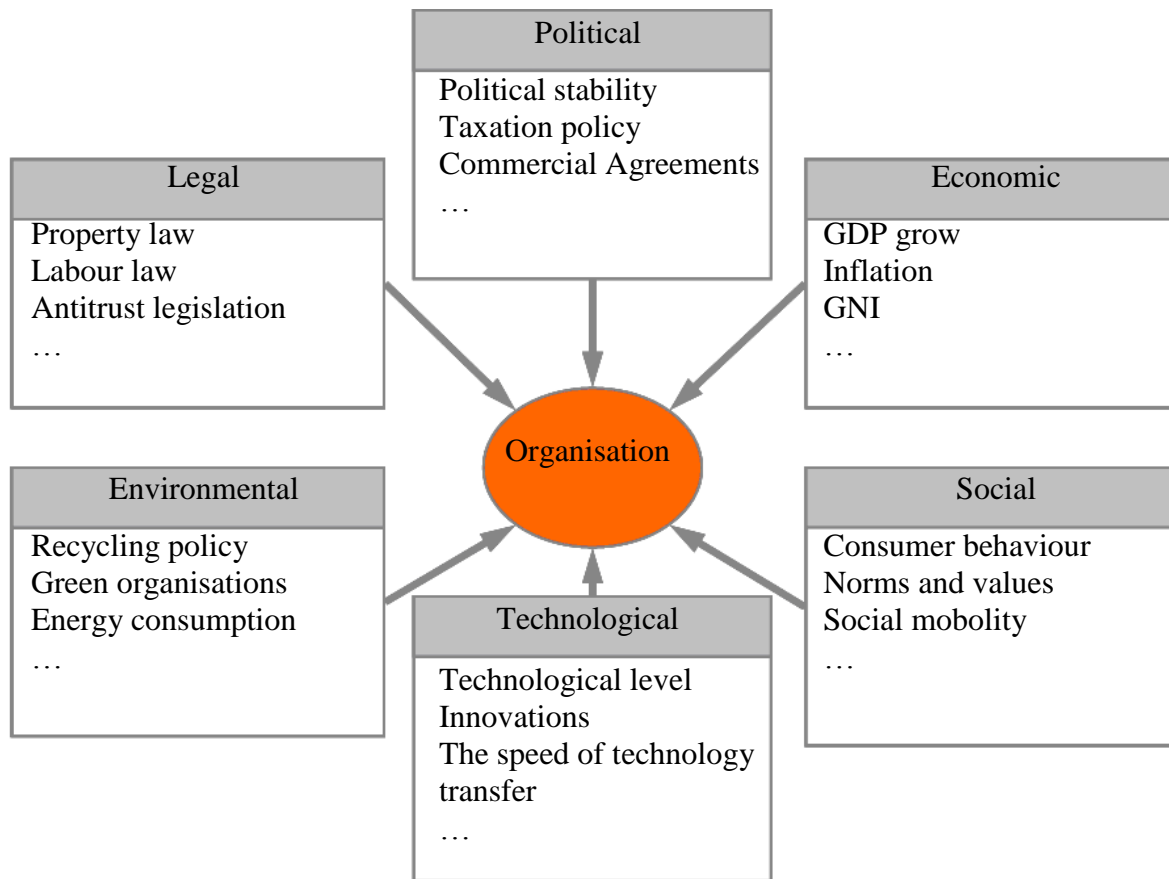 Political
Political stability
Taxation policy
Commercial Agreements
…
Legal
Property law
Labour law
Antitrust legislation
…
Economic
GDP grow
Inflation
GNI
…
Organisation
Environmental
Recycling policy
Green organisations
Energy consumption
…
Social
Consumer behaviour
Norms and values
Social mobolity
…
Technological
Technological level
Innovations
The speed of technology
transfer
…